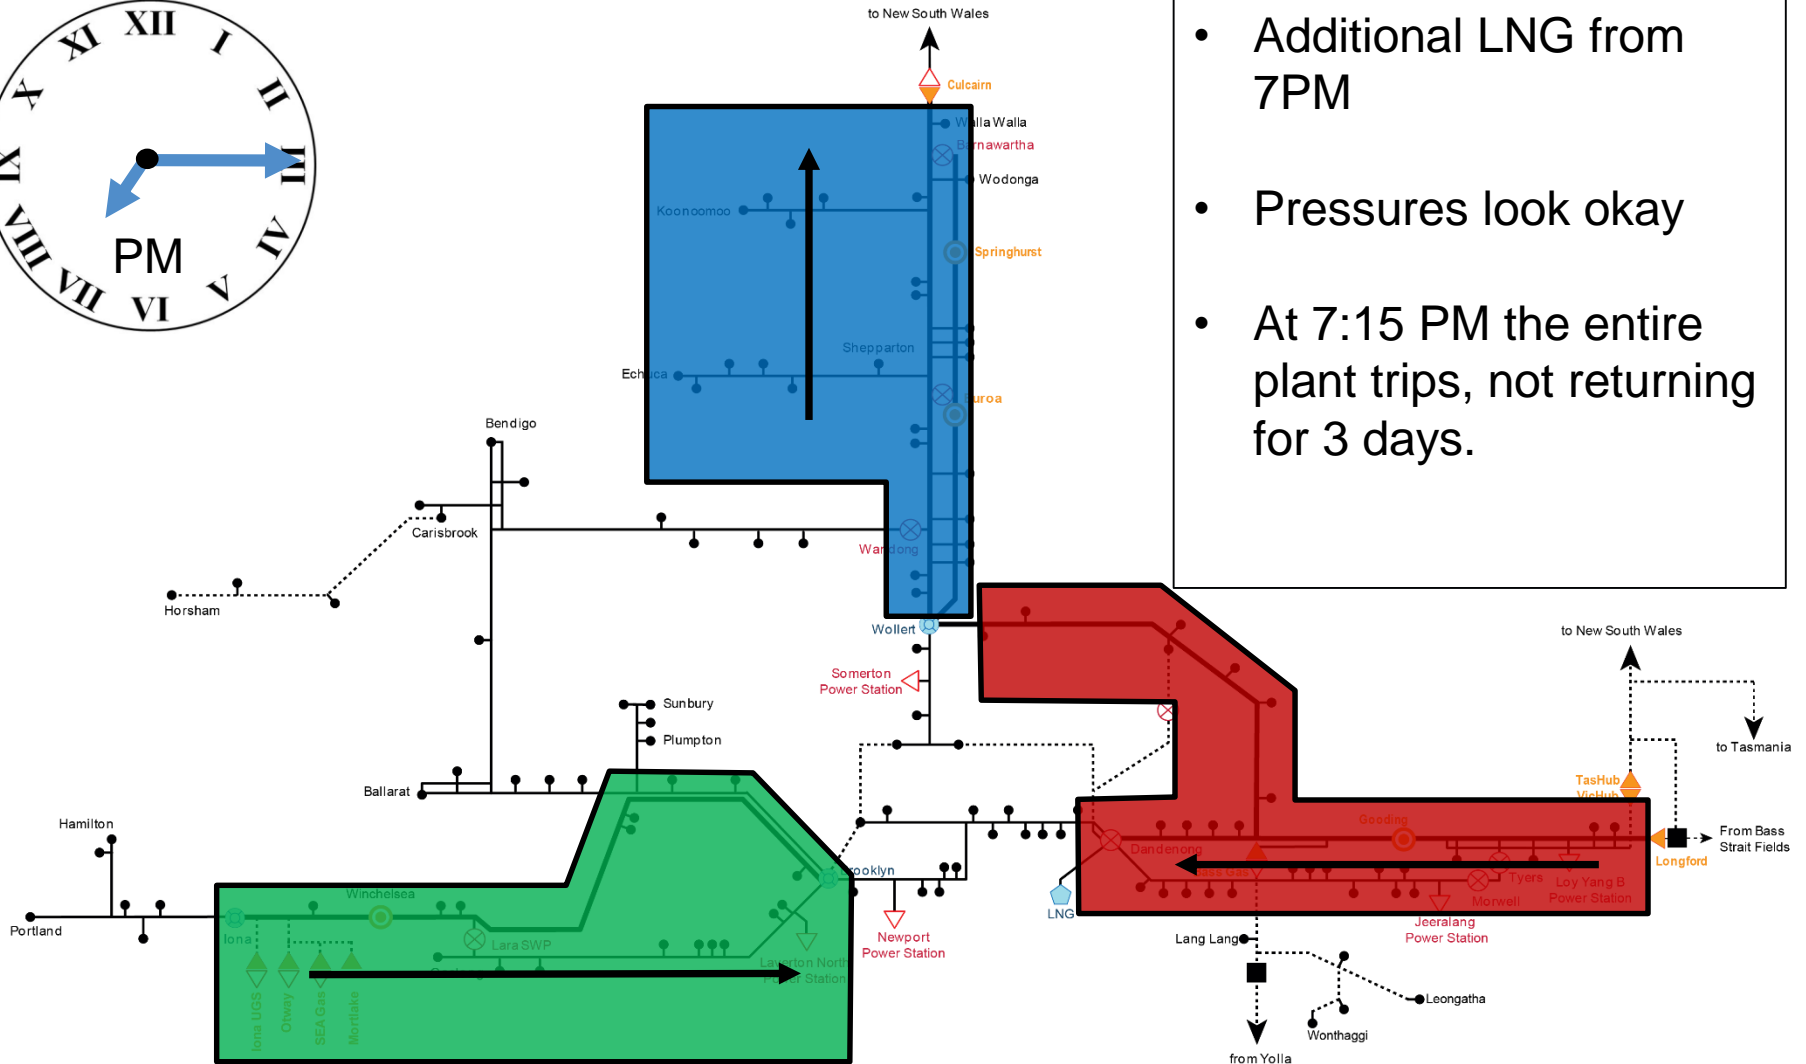 to New South Wales
XII
I
II
III
IV
V
VI
VII
VIII
IX
X
XI
PM
• Additional LNG from
7PM
• Pressures look okay
• At 7:15 PM the entire
plant trips, not returning
for 3 days.
Culcairn
Walla Walla
Barnawartha
Wodonga
Koonoomoo
Springhurst
Shepparton
Echuca
Euroa
Bendigo
Carisbrook
Wandong
Horsham
Wollert
to New South Wales
Somerton
Power Station
Sunbury
Plumpton
to Tasmania
TasHub
VicHub
Ballarat
Hamilton
Gooding
From Bass
Strait Fields
Dandenong
Longford
Brooklyn
Bass Gas
Tyers
Loy Yang B
Power Station
Winchelsea
Morwell
LNG
Portland
Iona
Lara SWP
Newport
Power Station
Jeeralang
Power Station
Lang Lang
Laverton North
Power Station
Iona UGS
Otway
SEA Gas
Mortlake
Leongatha
Wonthaggi
from Yolla